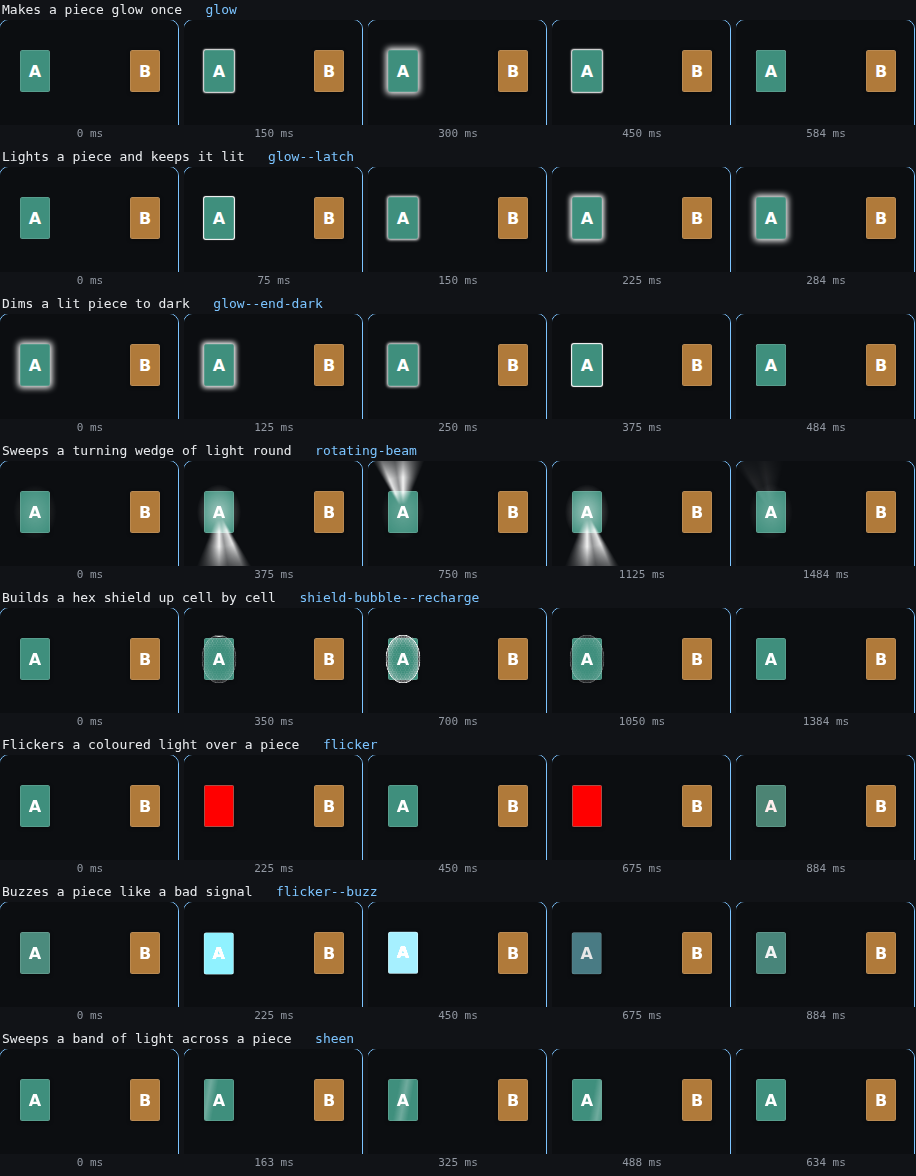 Makes a piece glow once glow
A B A B A B A B A B
0 ms 150 ms 300 ms 450 ms 584 ms
Lights a piece and keeps it lit glow--latch
A B A B A B A B A B
0 ms 75 ms 150 ms 225 ms 284 ms
Dims a lit piece to dark glow--end-dark
A B A B A B A B A B
0 ms 125 ms 250 ms 375 ms 484 ms
Sweeps a turning wedge of light round rotating-beam
A B A B A B A B A B
0 ms 375 ms 750 ms 1125 ms 1484 ms
Builds a hex shield up cell by cell shield-bubble--recharge
A B A B A B A B A B
0 ms 350 ms 700 ms 1050 ms 1384 ms
Flickers a coloured light over a piece flicker
A B B A B B A B
0 ms 225 ms 450 ms 675 ms 884 ms
Buzzes a piece like a bad signal flicker--buzz
A B A B A B A B A B
0 ms 225 ms 450 ms 675 ms 884 ms
Sweeps a band of light across a piece sheen
A B A B A B A B A B
0 ms 163 ms 325 ms 488 ms 634 ms